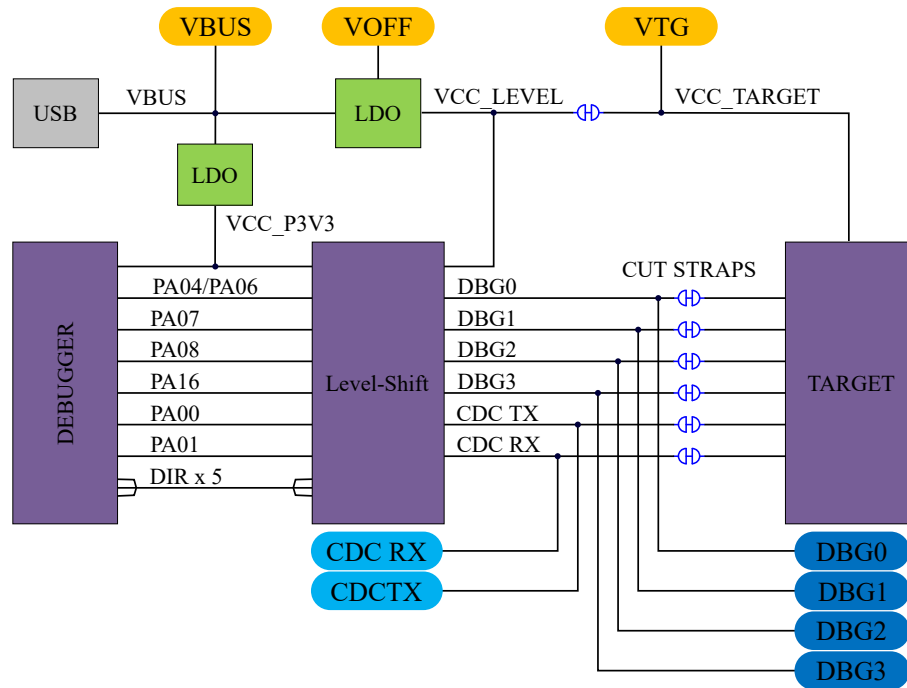 VBUS
VOFF
VTG
USB
VBUS
LDO
VCC_LEVEL
VCC_TARGET
LDO
VCC_P3V3
DEBUGGER
PA04/PA06
PA07
PA08
PA16
PA00
PA01
DIR x 5
Level-Shift
DBG0
DBG1
DBG2
DBG3
CDC TX
CDC RX
CUT STRAPS
TARGET
CDC RX
CDCTX
DBG0
DBG1
DBG2
DBG3